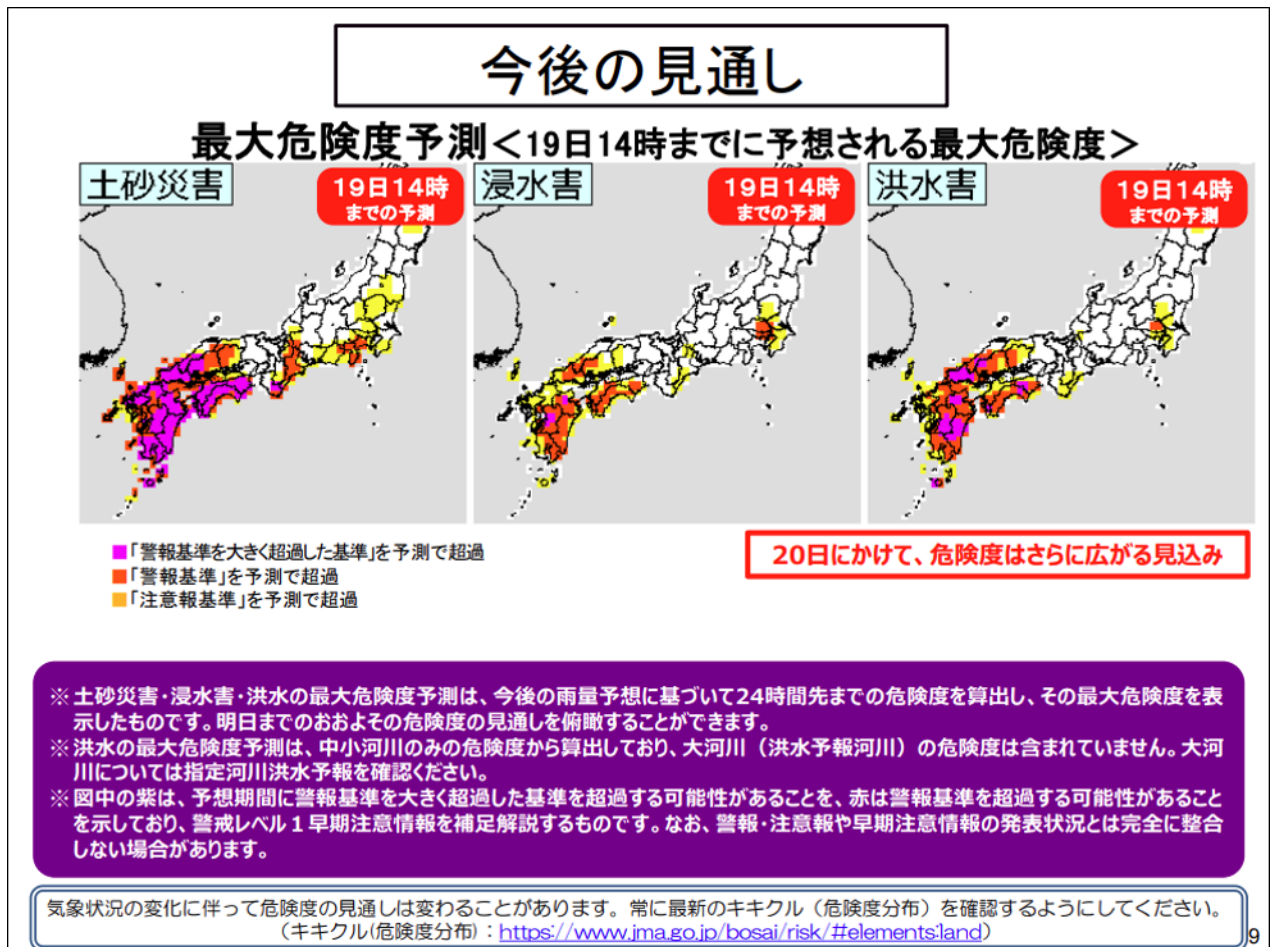 今後の見通し
最大危険度予測＜19日14時までに予想される最大危険度＞
土砂災害
19日14時
までの予測
浸水害
19日14時
までの予測
洪水害
19日14時
までの予測
■「警報基準を大きく超過した基準」を予測で超過
■「警報基準」を予測で超過
■「注意報基準」を予測で超過
20日にかけて、危険度はさらに広がる見込み
※土砂災害・浸水害・洪水の最大危険度予測は、今後の雨量予想に基づいて24時間先までの危険度を算出し、その最大危険度を表
示したものです。明日までのおおよその危険度の見通しを俯瞰することができます。
※洪水の最大危険度予測は、中小河川のみの危険度から算出しており、大河川（洪水予報河川）の危険度は含まれていません。大河
川については指定河川洪水予報を確認ください。
※図中の紫は、予想期間に警報基準を大きく超過した基準を超過する可能性があることを、赤は警報基準を超過する可能性があること
を示しており、警戒レベル１早期注意情報を補足解説するものです。なお、警報・注意報や早期注意情報の発表状況とは完全に整合
しない場合があります。
気象状況の変化に伴って危険度の見通しは変わることがあります。常に最新のキキクル（危険度分布）を確認するようにしてください。
（キキクル(危険度分布)：https://www.jma.go.jp/bosai/risk/#elements:land）
9